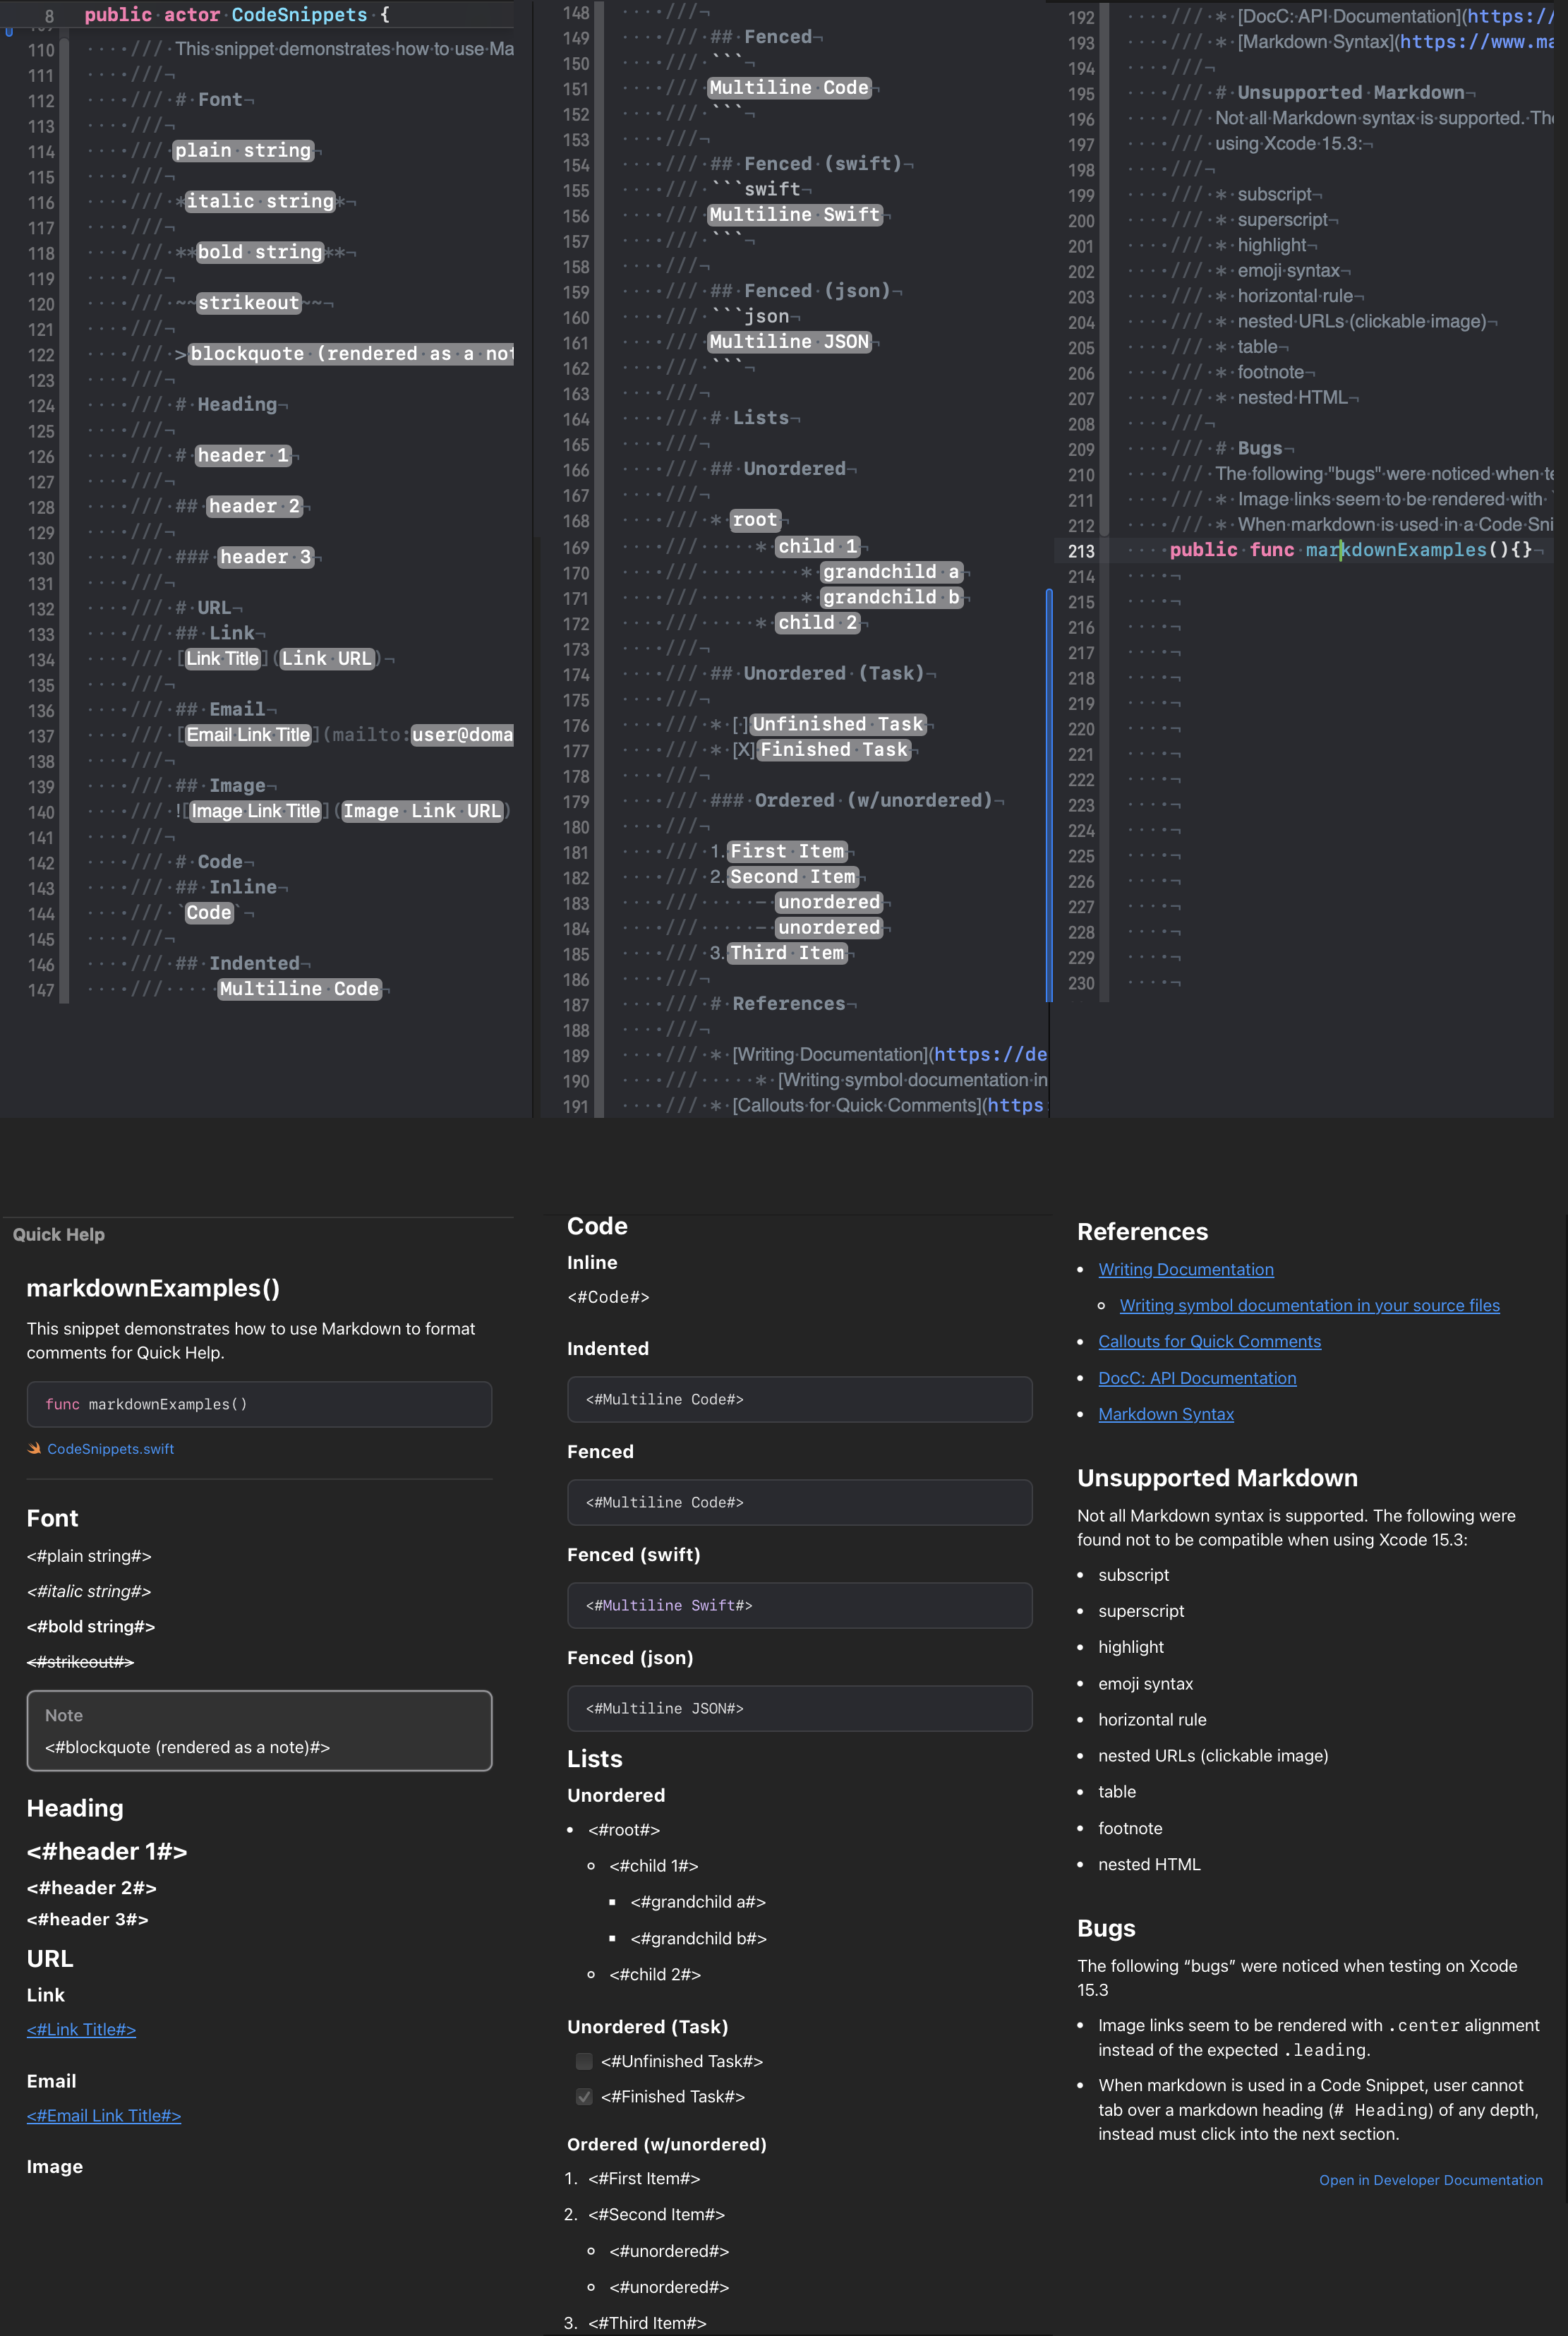 8 public actor CodeSnippets {
110 /// This snippet demonstrates how to use Ma
111 ///
112 /// # Font
113 ///
114 /// plain string
115 ///
116 /// *italic string*
117 ///
118 /// **bold string**
119 ///
120 /// ~~strikeout~~
121 ///
122 /// >blockquote (rendered as a not
123 ///
124 /// # Heading
125 ///
126 /// # header 1
127 ///
128 /// ## header 2
129 ///
130 /// ### header 3
131 ///
132 /// # URL
133 /// ## Link
134 /// [Link Title](Link URL)
135 ///
136 /// ## Email
137 /// [Email Link Title](mailto:user@doma
138 ///
139 /// ## Image
140 /// ![Image Link Title](Image Link URL)
141 ///
142 /// # Code
143 /// ## Inline
144 /// `Code`
145 ///
146 /// ## Indented
147 /// Multiline Code
148 ///
149 /// ## Fenced
150 /// ```
151 /// Multiline Code
152 /// ```
153 ///
154 /// ## Fenced (swift)
155 /// ```swift
156 /// Multiline Swift
157 /// ```
158 ///
159 /// ## Fenced (json)
160 /// ```json
161 /// Multiline JSON
162 /// ```
163 ///
164 /// # Lists
165 ///
166 /// ## Unordered
167 ///
168 /// * root
169 /// * child 1
170 /// * grandchild a
171 /// * grandchild b
172 /// * child 2
173 ///
174 /// ## Unordered (Task)
175 ///
176 /// * [ ]Unfinished Task
177 /// * [X]Finished Task
178 ///
179 /// ### Ordered (w/unordered)
180 ///
181 /// 1.First Item
182 /// 2.Second Item
183 /// - unordered
184 /// - unordered
185 /// 3.Third Item
186 ///
187 /// # References
188 ///
189 /// * [Writing Documentation](https://de
190 /// * [Writing symbol documentation in
191 /// * [Callouts for Quick Comments](https
192 /// * [DocC: API Documentation](https://
193 /// * [Markdown Syntax](https://www.ma
194 ///
195 /// # Unsupported Markdown
196 /// Not all Markdown syntax is supported. The
197 /// using Xcode 15.3:
198 ///
199 /// * subscript
200 /// * superscript
201 /// * highlight
202 /// * emoji syntax
203 /// * horizontal rule
204 /// * nested URLs (clickable image)
205 /// * table
206 /// * footnote
207 /// * nested HTML
208 ///
209 /// # Bugs
210 /// The following "bugs" were noticed when te
211 /// * Image links seem to be rendered with `
212 /// * When markdown is used in a Code Sni
213 public func markdownExamples(){}
214
215
216
217
218
219
220
221
222
223
224
225
226
227
228
229
230
Quick Help
markdownExamples()
This snippet demonstrates how to use Markdown to format
comments for Quick Help.
func markdownExamples()
CodeSnippets.swift
Font
<#plain string#>
<#italic string#>
<#bold string#>
<#strikeout#>
Note
<#blockquote (rendered as a note)#>
Heading
<#header 1#>
<#header 2#>
<#header 3#>
URL
Link
<#Link Title#>
Email
<#Email Link Title#>
Image
Code
Inline
<#Code#>
Indented
<#Multiline Code#>
Fenced
<#Multiline Code#>
Fenced (swift)
<#Multiline Swift#>
Fenced (json)
<#Multiline JSON#>
Lists
Unordered
• <#root#>
◦ <#child 1#>
▪ <#grandchild a#>
▪ <#grandchild b#>
◦ <#child 2#>
Unordered (Task)
<#Unfinished Task#>
<#Finished Task#>
Ordered (w/unordered)
1. <#First Item#>
2. <#Second Item#>
◦ <#unordered#>
◦ <#unordered#>
3. <#Third Item#>
References
• Writing Documentation
◦ Writing symbol documentation in your source files
• Callouts for Quick Comments
• DocC: API Documentation
• Markdown Syntax
Unsupported Markdown
Not all Markdown syntax is supported. The following were
found not to be compatible when using Xcode 15.3:
• subscript
• superscript
• highlight
• emoji syntax
• horizontal rule
• nested URLs (clickable image)
• table
• footnote
• nested HTML
Bugs
The following “bugs” were noticed when testing on Xcode
15.3
• Image links seem to be rendered with .center alignment
instead of the expected .leading.
• When markdown is used in a Code Snippet, user cannot
tab over a markdown heading (# Heading) of any depth,
instead must click into the next section.
Open in Developer Documentation